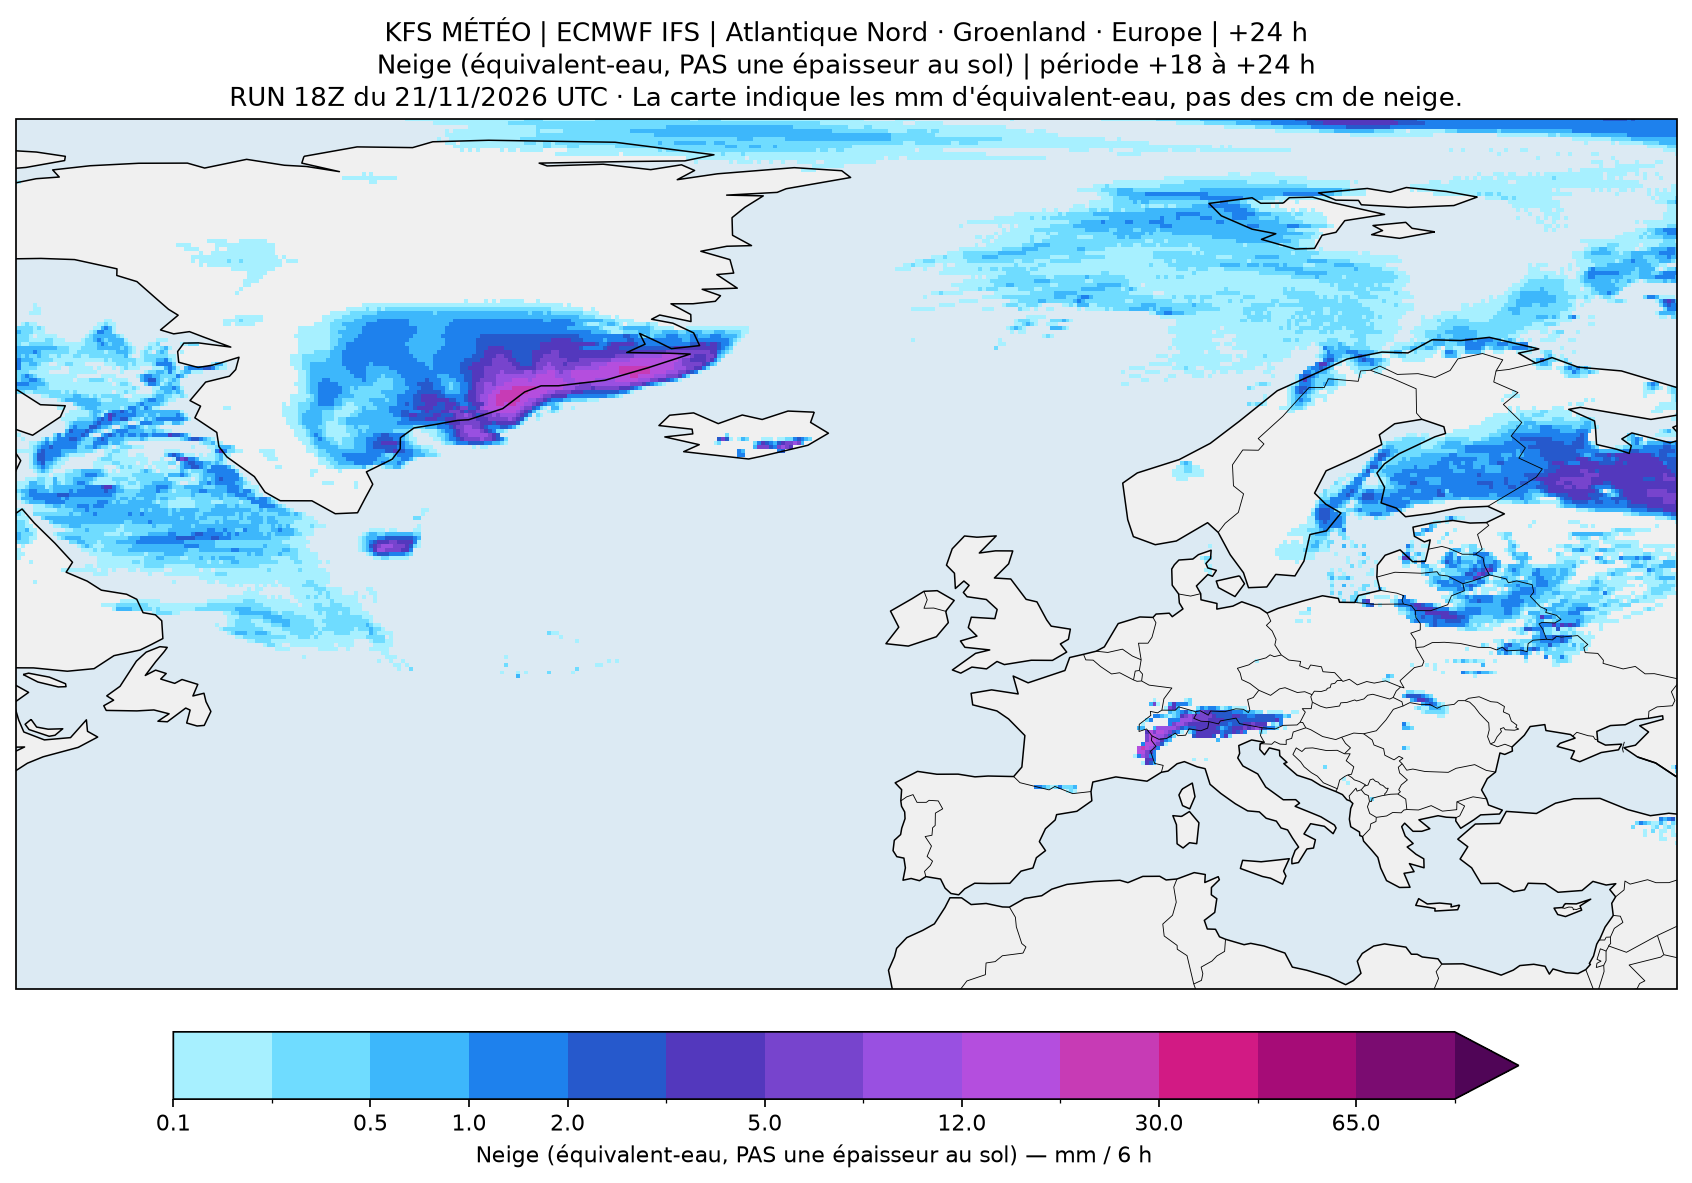 KFS MÉTÉO | ECMWF IFS | Atlantique Nord · Groenland · Europe | +24 h
Neige (équivalent-eau, PAS une épaisseur au sol) | période +18 à +24 h
RUN 18Z du 21/11/2026 UTC · La carte indique les mm d'équivalent-eau, pas des cm de neige.
0.1 0.5 1.0 2.0 5.0 12.0 30.0 65.0
Neige (équivalent-eau, PAS une épaisseur au sol) — mm / 6 h